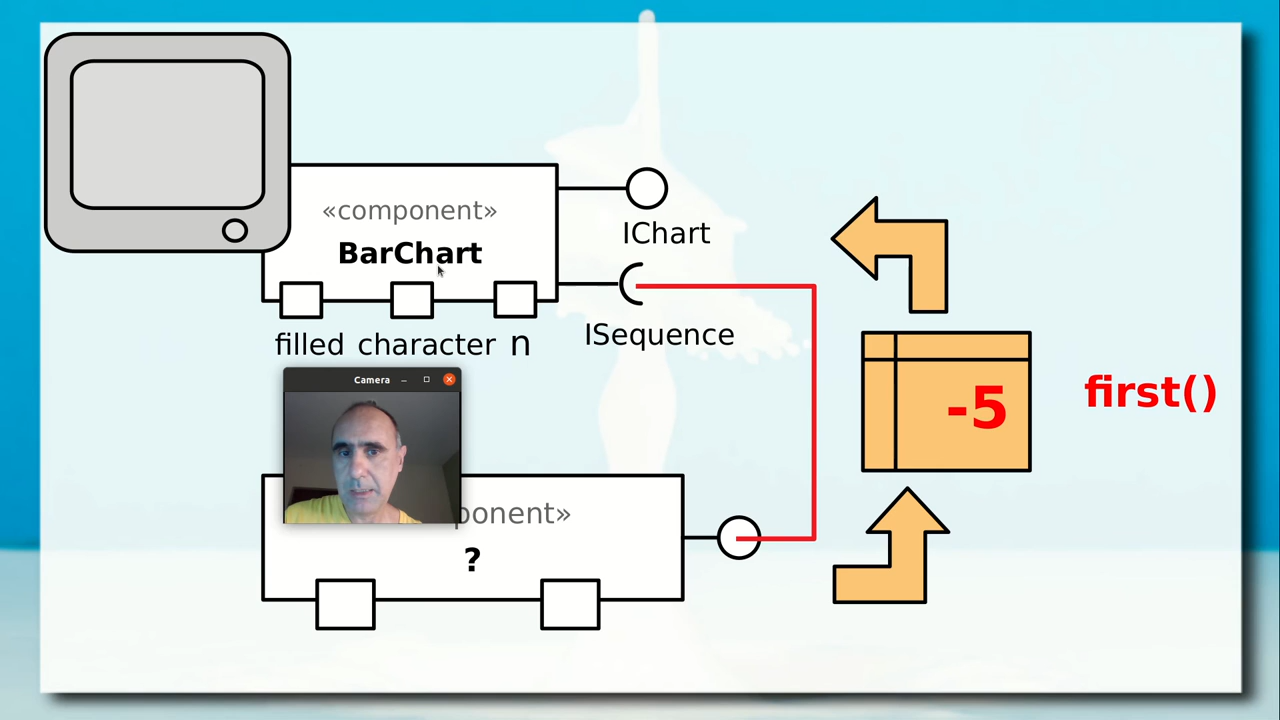 «component»
BarChart
IChart
ISequence
filled character n
Camera
-5
first()
ponent»
?